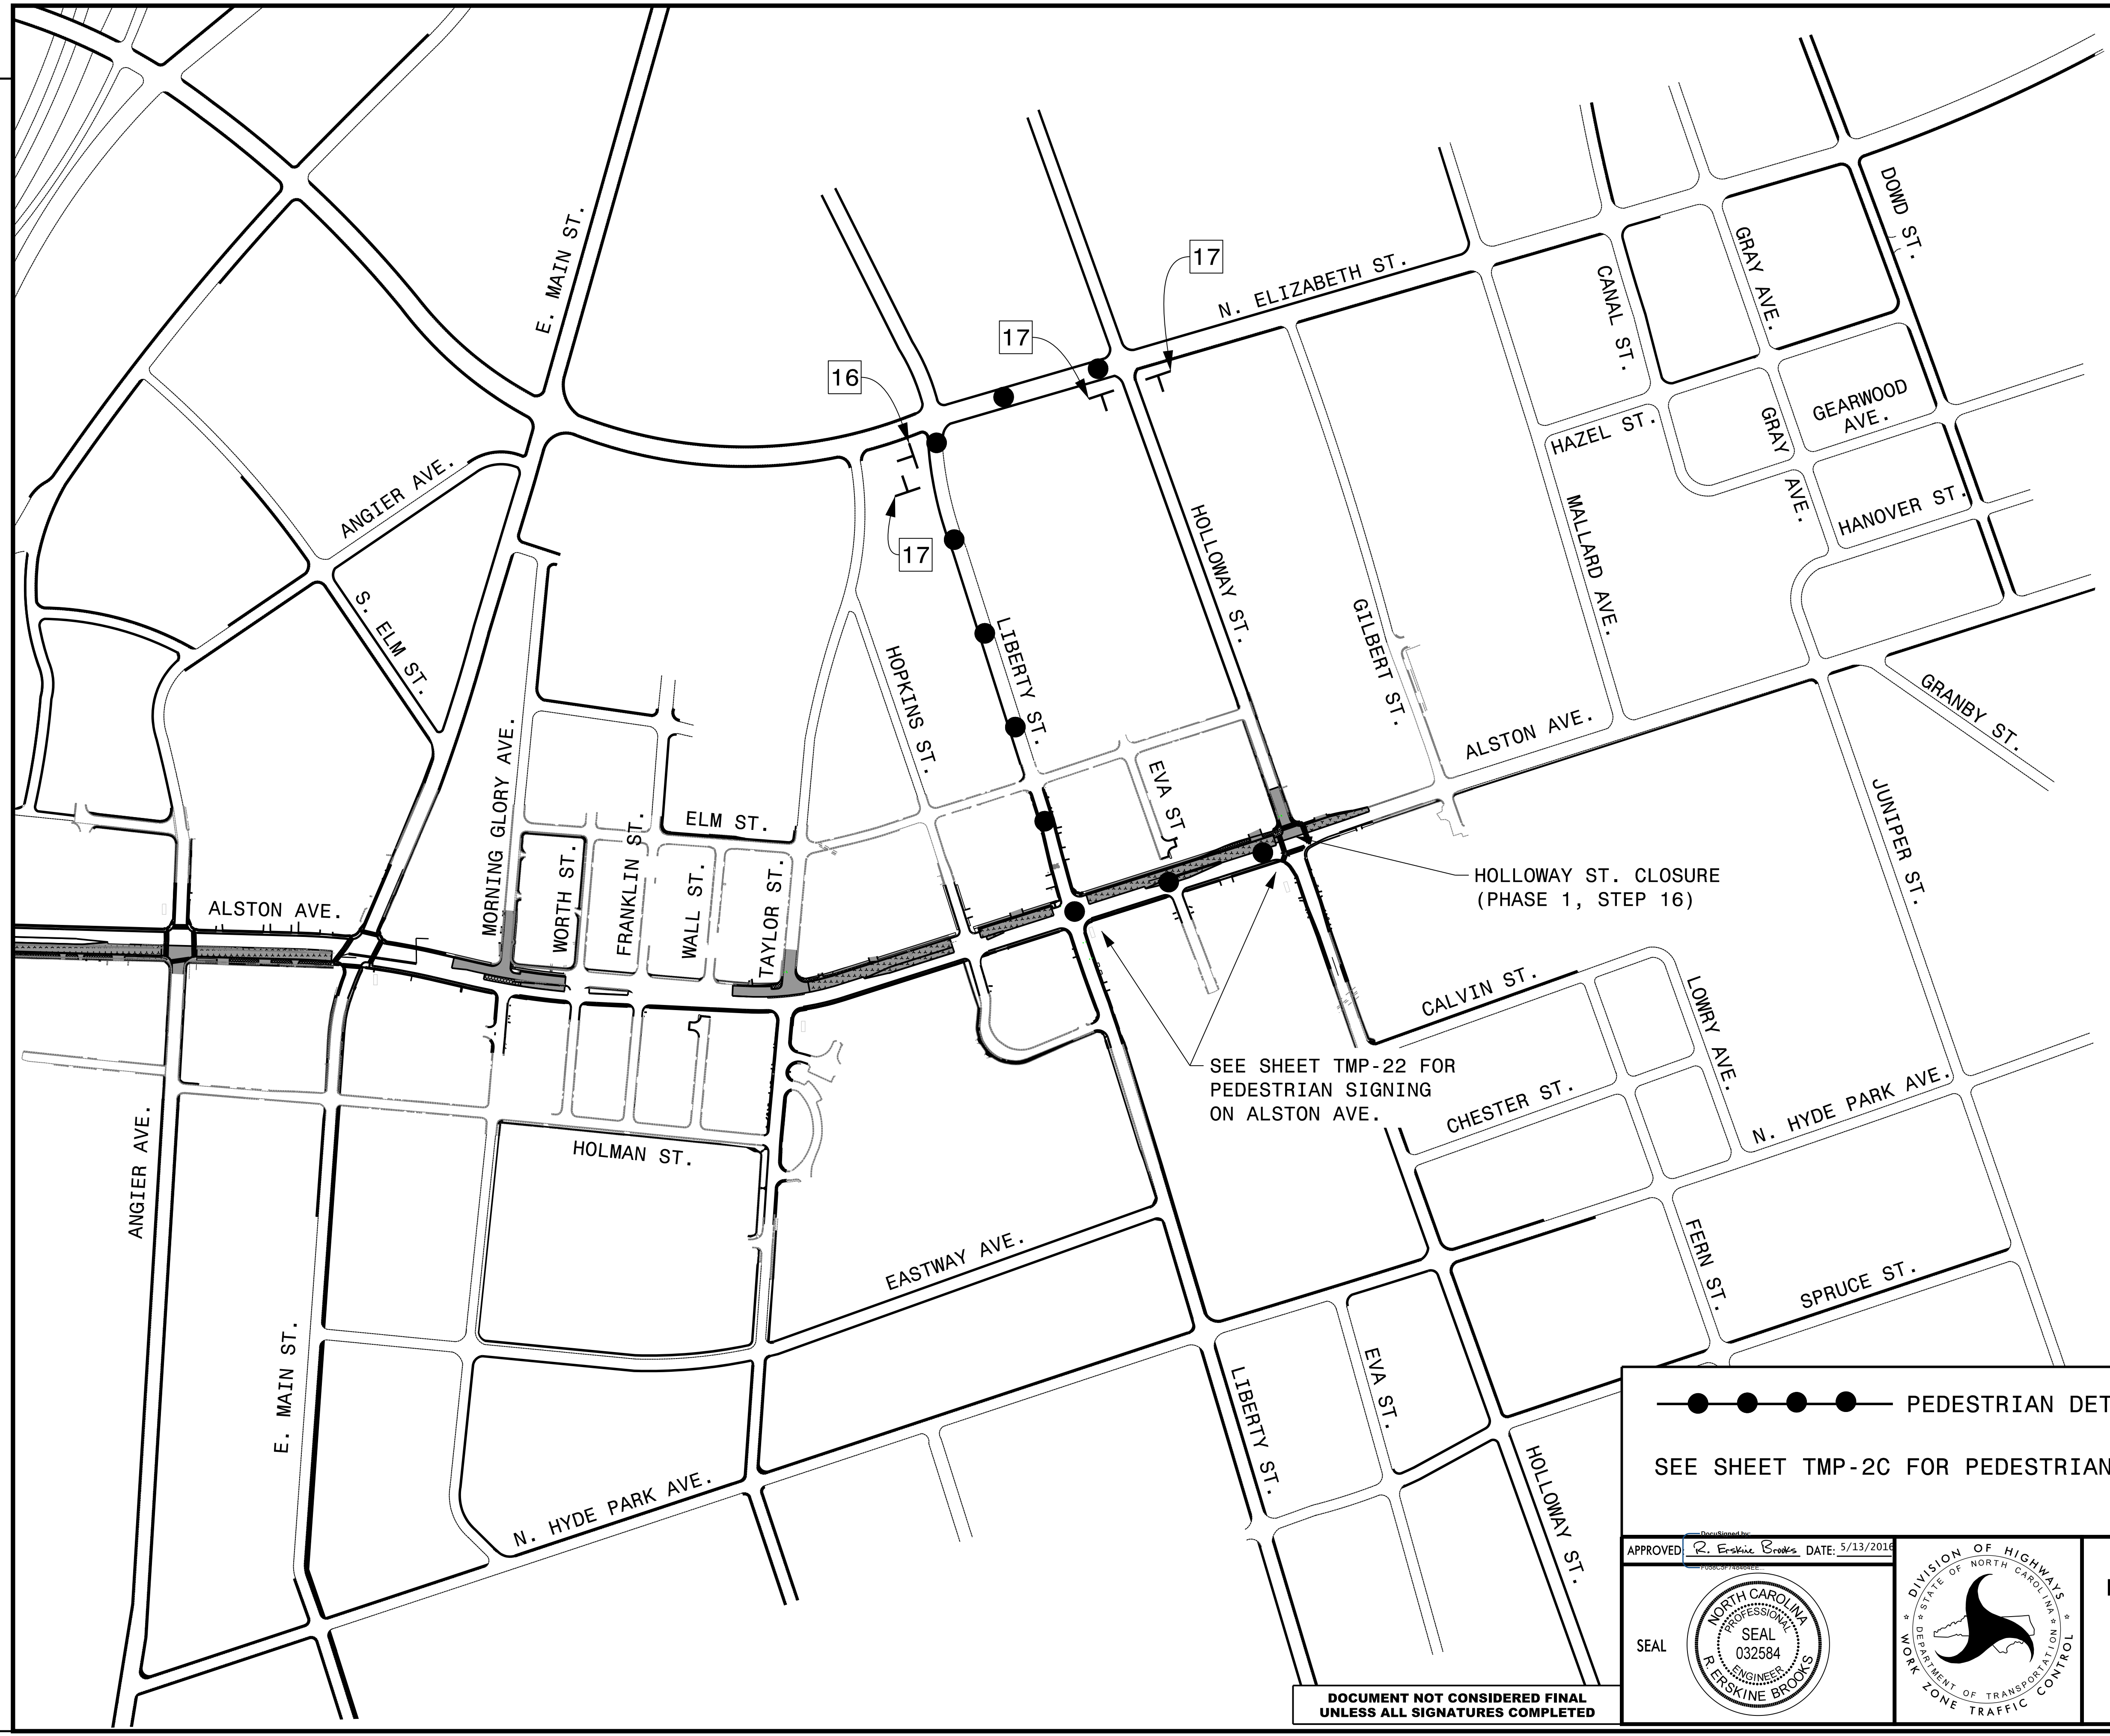 E. MAIN ST.
DOWD ST.
GRAY AVE.
17
N. ELIZABETH ST.
CANAL ST.
17
16
GEARWOOD
AVE.
HAZEL ST.
GRAY
AVE.
ANGIER AVE.
HANOVER ST.
17
MALLARD AVE.
HOLLOWAY ST.
S. ELM ST.
GILBERT ST.
LIBERTY ST.
HOPKINS ST.
GRANBY ST.
ALSTON AVE.
MORNING GLORY AVE.
EVA ST.
JUNIPER ST.
ELM ST.
WORTH ST.
FRANKLIN ST.
WALL ST.
TAYLOR ST.
HOLLOWAY ST. CLOSURE
(PHASE 1, STEP 16)
ALSTON AVE.
CALVIN ST.
LOWRY AVE.
SEE SHEET TMP-22 FOR
PEDESTRIAN SIGNING
ON ALSTON AVE.
CHESTER ST.
N. HYDE PARK AVE.
ANGIER AVE.
HOLMAN ST.
EASTWAY AVE.
FERN ST.
SPRUCE ST.
E. MAIN ST.
LIBERTY ST.
EVA ST.
HOLLOWAY ST.
N. HYDE PARK AVE.
PEDESTRIAN DET
SEE SHEET TMP-2C FOR PEDESTRIAN
DocuSigned by:
APPROVED: R. Erskine Brooks DATE: 5/13/2016
SEAL
NORTH CAROLINA
PROFESSIONAL
SEAL
032584
ENGINEER
R. ERSKINE BROOKS
DIVISION OF HIGHWAYS
STATE OF NORTH CAROLINA
DEPARTMENT OF TRANSPORTATION
WORK ZONE TRAFFIC CONTROL
DOCUMENT NOT CONSIDERED FINAL
UNLESS ALL SIGNATURES COMPLETED